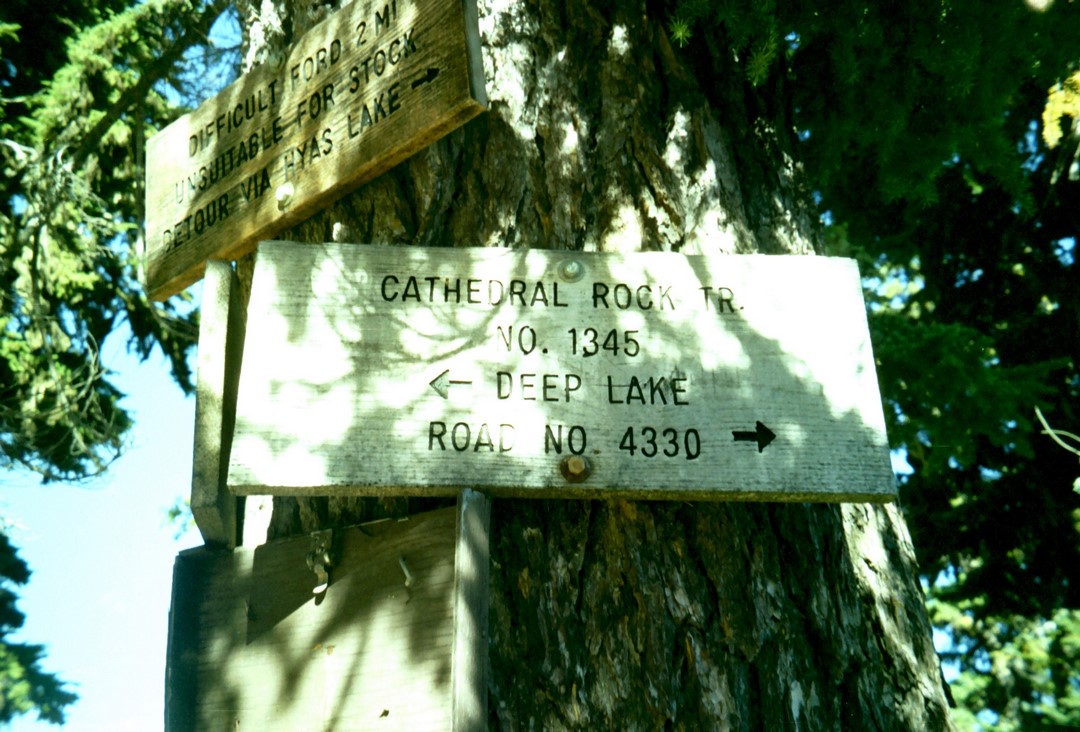 DIFFICULT FORD 2 MI
UNSUITABLE FOR STOCK
DETOUR VIA HYAS LAKE →
CATHEDRAL ROCK TR.
NO. 1345
← DEEP LAKE
ROAD NO. 4330 →